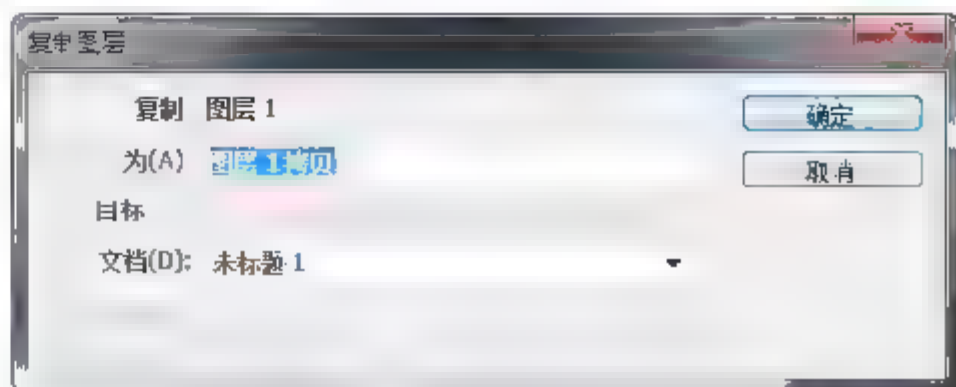 复制图层
复制 图层 1
确定
为(A) 图层 1 拷贝
取消
目标
文档(D): 未标题-1